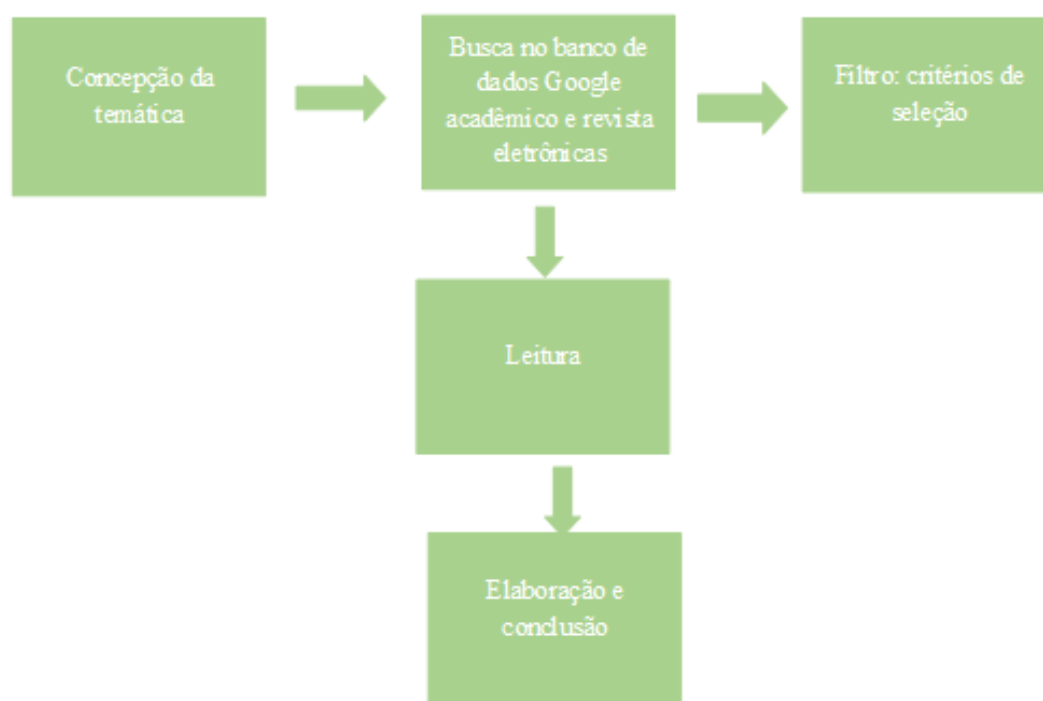 Concepção da
temática
Busca no banco de
dados Google
acadêmico e revista
eletrônicas
Filtro: critérios de
seleção
Leitura
Elaboração e
conclusão